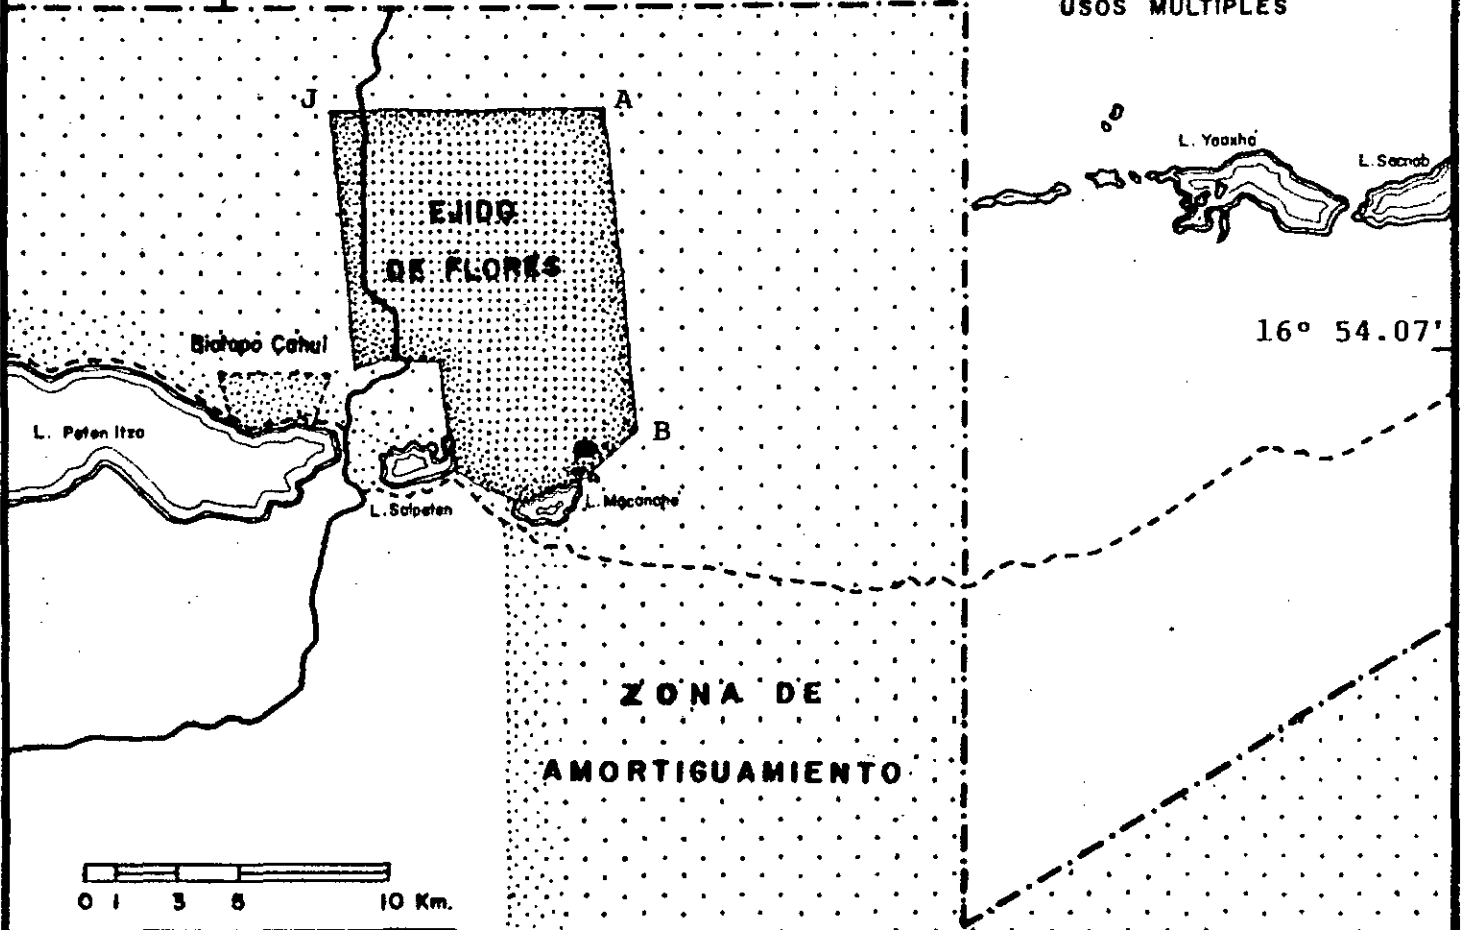 USOS MULTIPLES
J
A
L. Yaaxha
L. Sacnab
EJIDO
DE FLORES
16° 54.07'
Biotopo Cahui
L. Peten Itza
B
L. Salpeten
L. Macanche
ZONA DE
AMORTIGUAMIENTO
0 1 3 5 10 Km.